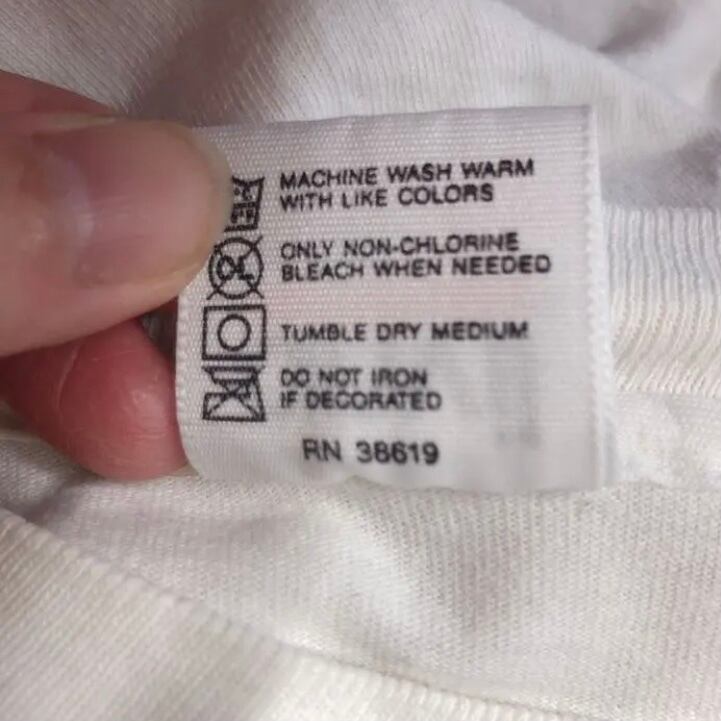 MACHINE WASH WARM
WITH LIKE COLORS
ONLY NON-CHLORINE
BLEACH WHEN NEEDED
TUMBLE DRY MEDIUM
DO NOT IRON
IF DECORATED
RN 38619